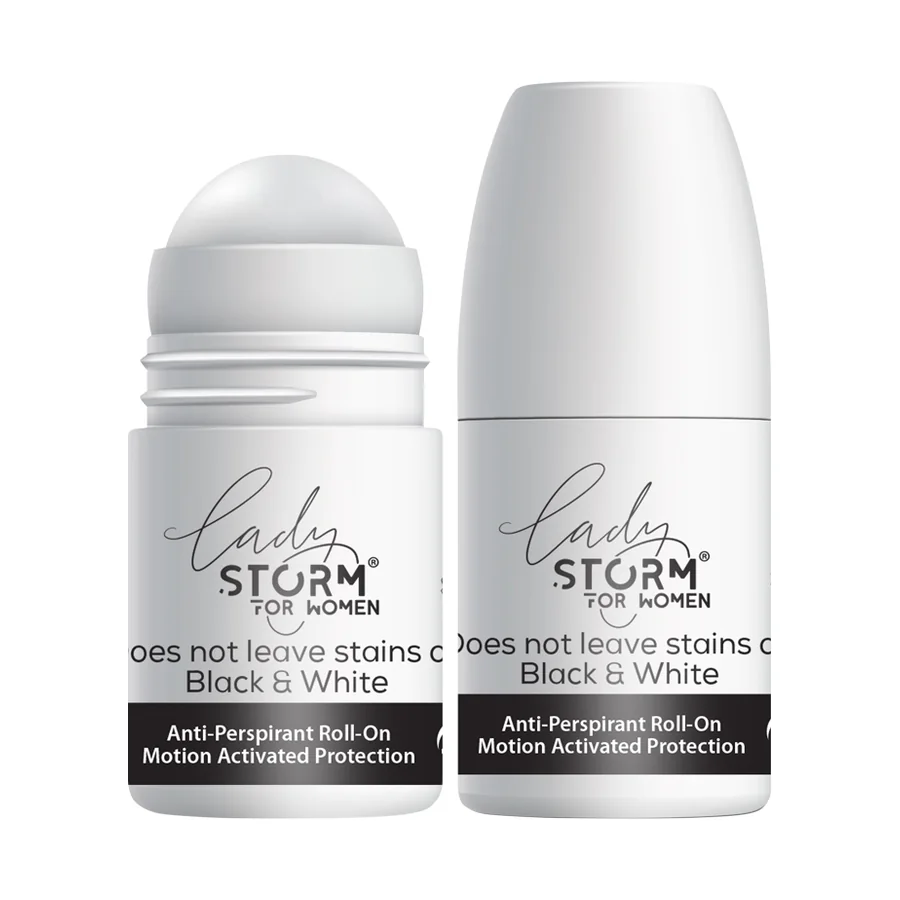 lady
STORM®
FOR WOMEN
oes not leave stains o
Black & White
Anti-Perspirant Roll-On
Motion Activated Protection
lady
STORM®
FOR WOMEN
Does not leave stains o
Black & White
Anti-Perspirant Roll-On
Motion Activated Protection